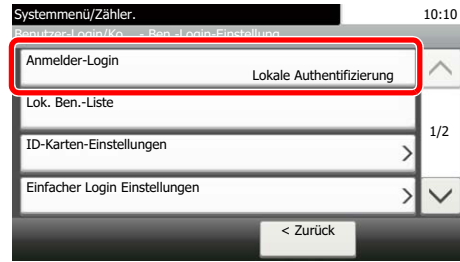 Systemmenü/Zähler.
10:10
Benutzer-Login/Ko... - Ben.-Login-Einstellung
Anmelder-Login
Lokale Authentifizierung
Lok. Ben.-Liste
1/2
ID-Karten-Einstellungen
Einfacher Login Einstellungen
< Zurück